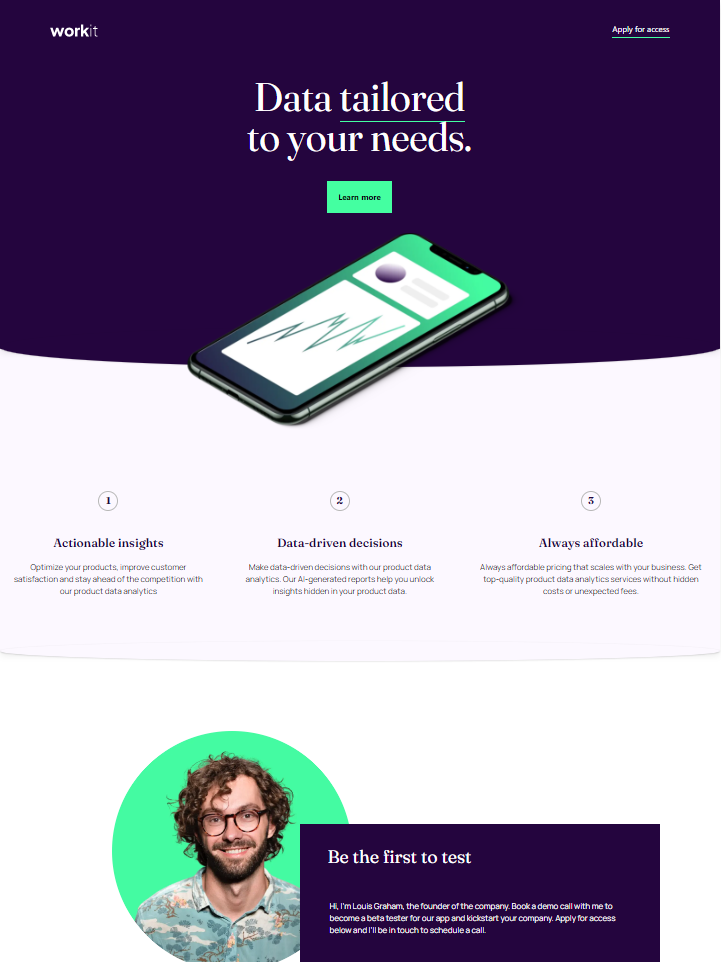 workit
Apply for access
Data tailored
to your needs.
Learn more
1
Actionable insights
Optimize your products, improve customer
satisfaction and stay ahead of the competition with
our product data analytics
2
Data-driven decisions
Make data-driven decisions with our product data
analytics. Our AI-generated reports help you unlock
insights hidden in your product data.
3
Always affordable
Always affordable pricing that scales with your business. Get
top-quality product data analytics services without hidden
costs or unexpected fees.
Be the first to test
Hi, I'm Louis Graham, the founder of the company. Book a demo call with me to
become a beta tester for our app and kickstart your company. Apply for access
below and I'll be in touch to schedule a call.